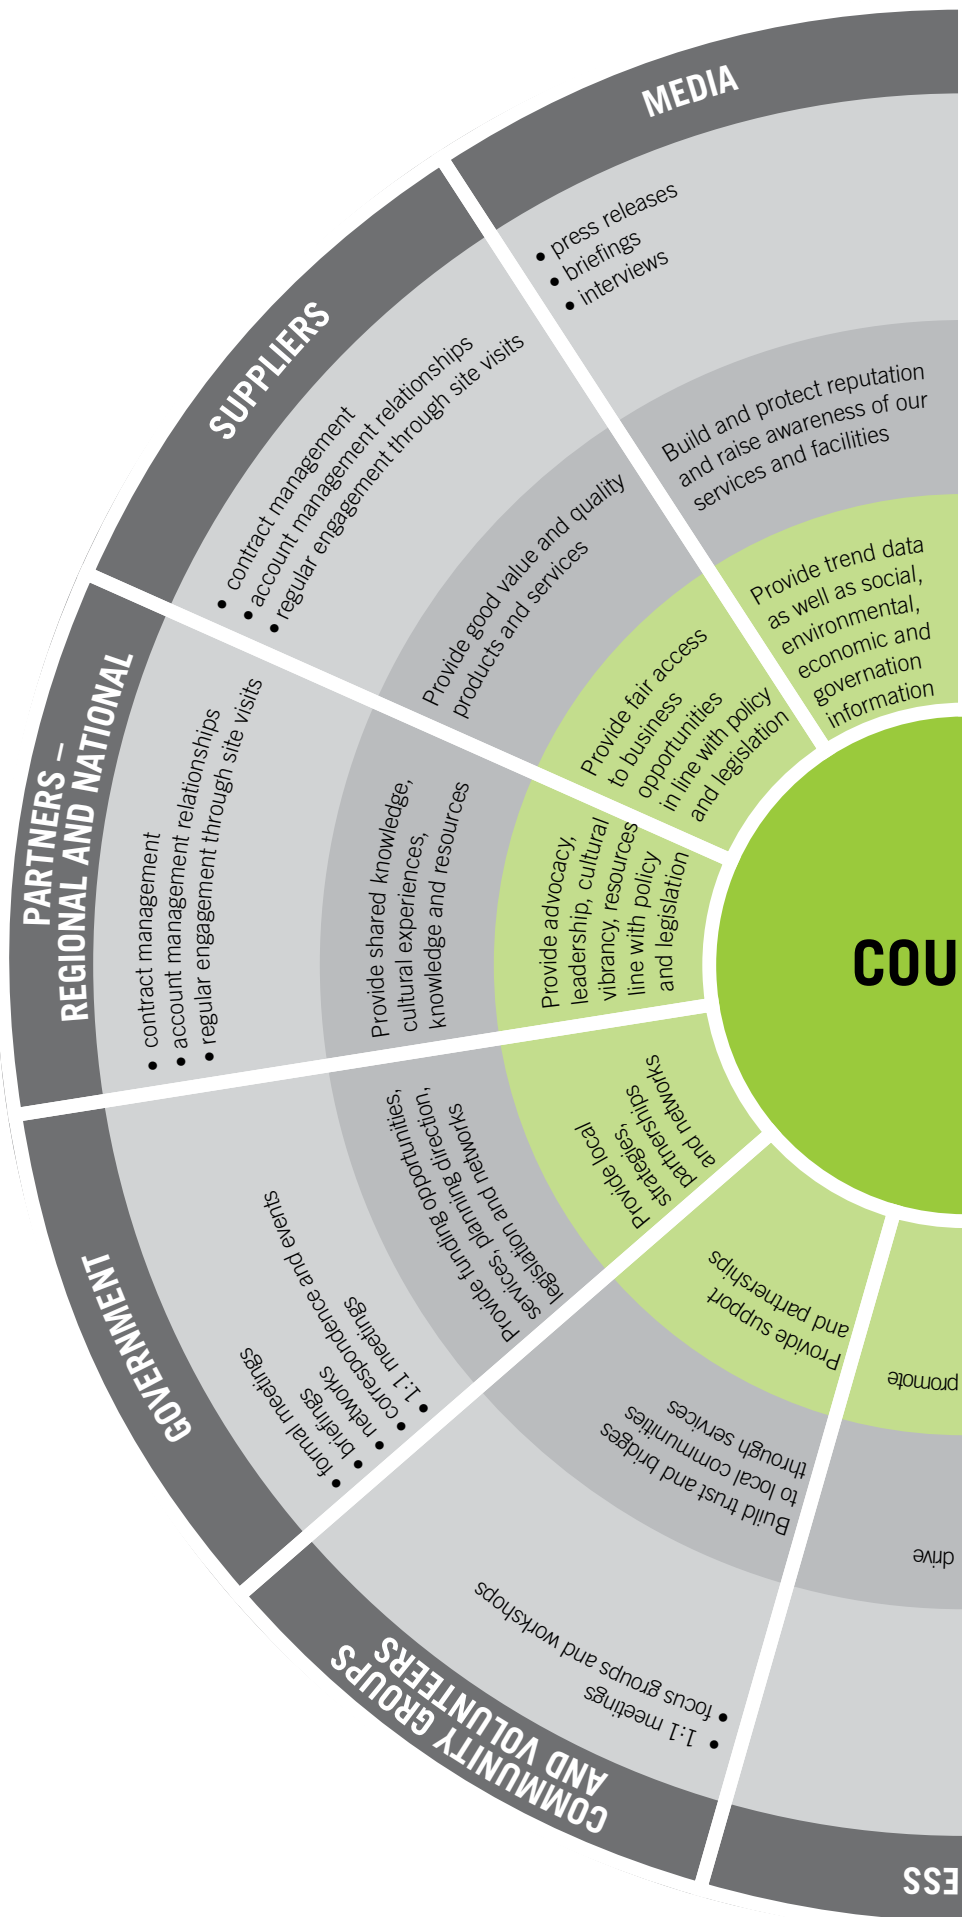 MEDIA
• press releases
• briefings
• interviews
Build and protect reputation
and raise awareness of our
services and facilities
Provide trend data
as well as social,
environmental,
economic and
governation
information
SUPPLIERS
• contract management
• account management relationships
• regular engagement through site visits
Provide good value and quality
products and services
Provide fair access
to business
opportunities
in line with policy
and legislation
PARTNERS –
REGIONAL AND NATIONAL
• contract management
• account management relationships
• regular engagement through site visits
Provide shared knowledge,
cultural experiences,
knowledge and resources
Provide advocacy,
leadership, cultural
vibrancy, resources
line with policy
and legislation
GOVERNMENT
• formal meetings
• briefings
• networks
• correspondence and events
• 1:1 meetings
Provide funding opportunities,
services, planning direction,
legislation and networks
Provide local
strategies,
partnerships
and networks
COMMUNITY GROUPS
AND VOLUNTEERS
• 1:1 meetings
• focus groups and workshops
Build trust and bridges
to local communities
through services
Provide support
and partnerships
promote
drive
ESS
COU